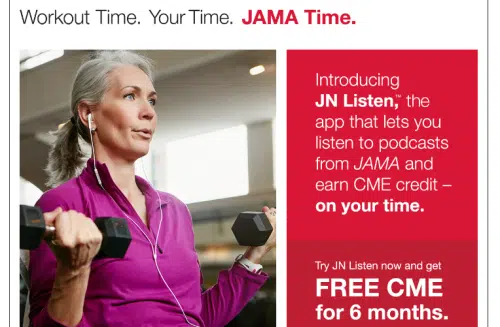 Workout Time. Your Time. JAMA Time.
Introducing
JN Listen,™ the
app that lets you
listen to podcasts
from JAMA and
earn CME credit –
on your time.
Try JN Listen now and get
FREE CME
for 6 months.